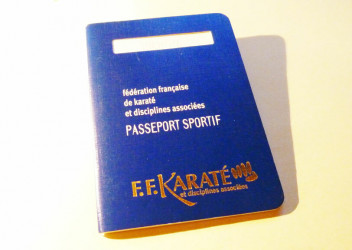 fédération française
de karaté
et disciplines associées
PASSEPORT SPORTIF
F.F.KARATÉ
et disciplines associées